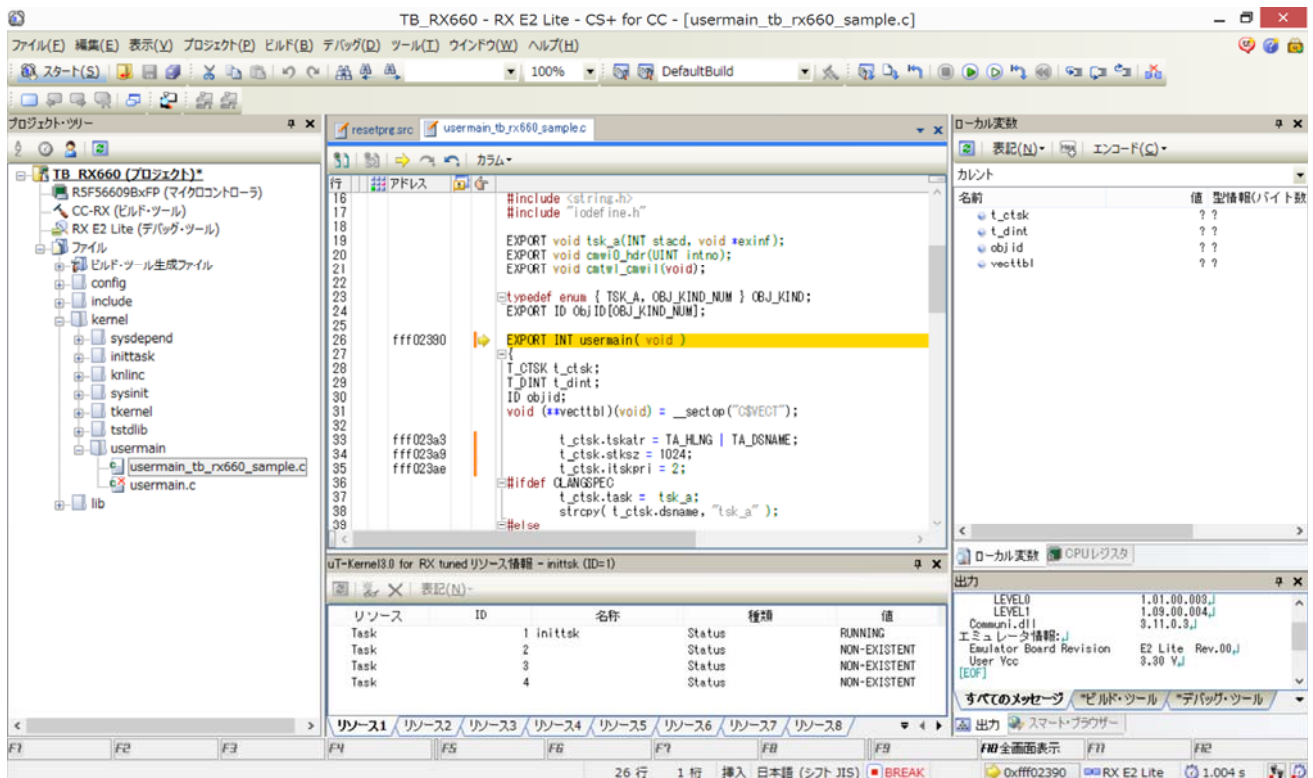 TB_RX660 - RX E2 Lite - CS+ for CC - [usermain_tb_rx660_sample.c]
ファイル(F) 編集(E) 表示(V) プロジェクト(P) ビルド(B) デバッグ(D) ツール(T) ウインドウ(W) ヘルプ(H)
スタート(S) 100% DefaultBuild
プロジェクト・ツリー
TB_RX660 (プロジェクト)*
R5F56609BxFP (マイクロコントローラ)
CC-RX (ビルド・ツール)
RX E2 Lite (デバッグ・ツール)
ファイル
ビルド・ツール生成ファイル
config
include
kernel
sysdepend
inittask
knlinc
sysinit
tkernel
tstdlib
usermain
usermain_tb_rx660_sample.c
usermain.c
lib
resetprg.src usermain_tb_rx660_sample.c
カラム
行 アドレス
16 #include <string.h>
17 #include "iodefine.h"
18
19 EXPORT void tsk_a(INT stacd, void *exinf);
20 EXPORT void cmwi0_hdr(UINT intno);
21 EXPORT void cmtw1_cmwi1(void);
22
23 typedef enum { TSK_A, OBJ_KIND_NUM } OBJ_KIND;
24 EXPORT ID ObjID[OBJ_KIND_NUM];
25
26 fff02390 EXPORT INT usermain( void )
27 {
28 T_CTSK t_ctsk;
29 T_DINT t_dint;
30 ID objid;
31 void (**vecttbl)(void) = __sectop("C$VECT");
32
33 fff023a3 t_ctsk.tskatr = TA_HLNG | TA_DSNAME;
34 fff023a9 t_ctsk.stksz = 1024;
35 fff023ae t_ctsk.itskpri = 2;
36 #ifdef CLANGSPEC
37 t_ctsk.task = tsk_a;
38 strcpy( t_ctsk.dsname, "tsk_a" );
39 #else
uT-Kernel3.0 for RX tuned リソース情報 - inittsk (ID=1)
表記(N)
リソース ID 名称 種類 値
Task 1 inittsk Status RUNNING
Task 2 Status NON-EXISTENT
Task 3 Status NON-EXISTENT
Task 4 Status NON-EXISTENT
リソース1 リソース2 リソース3 リソース4 リソース5 リソース6 リソース7 リソース8
ローカル変数
表記(N) エンコード(C)
カレント
名前 値 型情報(バイト数
t_ctsk ? ?
t_dint ? ?
objid ? ?
vecttbl ? ?
ローカル変数 CPUレジスタ
出力
LEVEL0 1.01.00.003
LEVEL1 1.09.00.004
Communi.dll 3.11.0.3
エミュレータ情報:
Emulator Board Revision E2 Lite Rev.00
User Vcc 3.30 V
[EOF]
すべてのメッセージ *ビルド・ツール *デバッグ・ツール
出力 スマート・ブラウザー
F1 F2 F3 F4 F5 F6 F7 F8 F9 F10 全画面表示 F11 F12
26 行 1 桁 挿入 日本語 (シフト JIS) BREAK 0xfff02390 RX E2 Lite 1.004 s